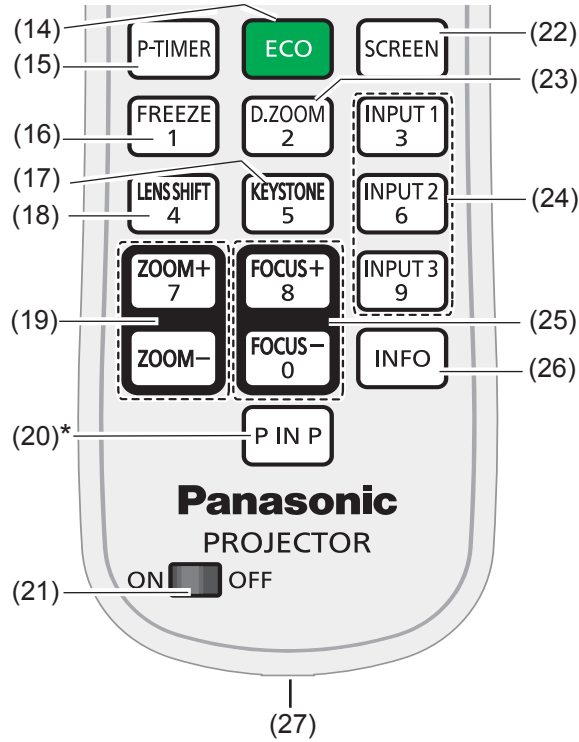 (14)
(15)
P-TIMER
ECO
SCREEN
(22)
(23)
(16)
FREEZE
1
D.ZOOM
2
INPUT 1
3
(17)
(18)
LENS SHIFT
4
KEYSTONE
5
INPUT 2
6
(24)
(19)
ZOOM+
7
ZOOM−
FOCUS+
8
FOCUS−
0
INPUT 3
9
(25)
INFO
(26)
(20)*
P IN P
Panasonic
PROJECTOR
ON OFF
(21)
(27)